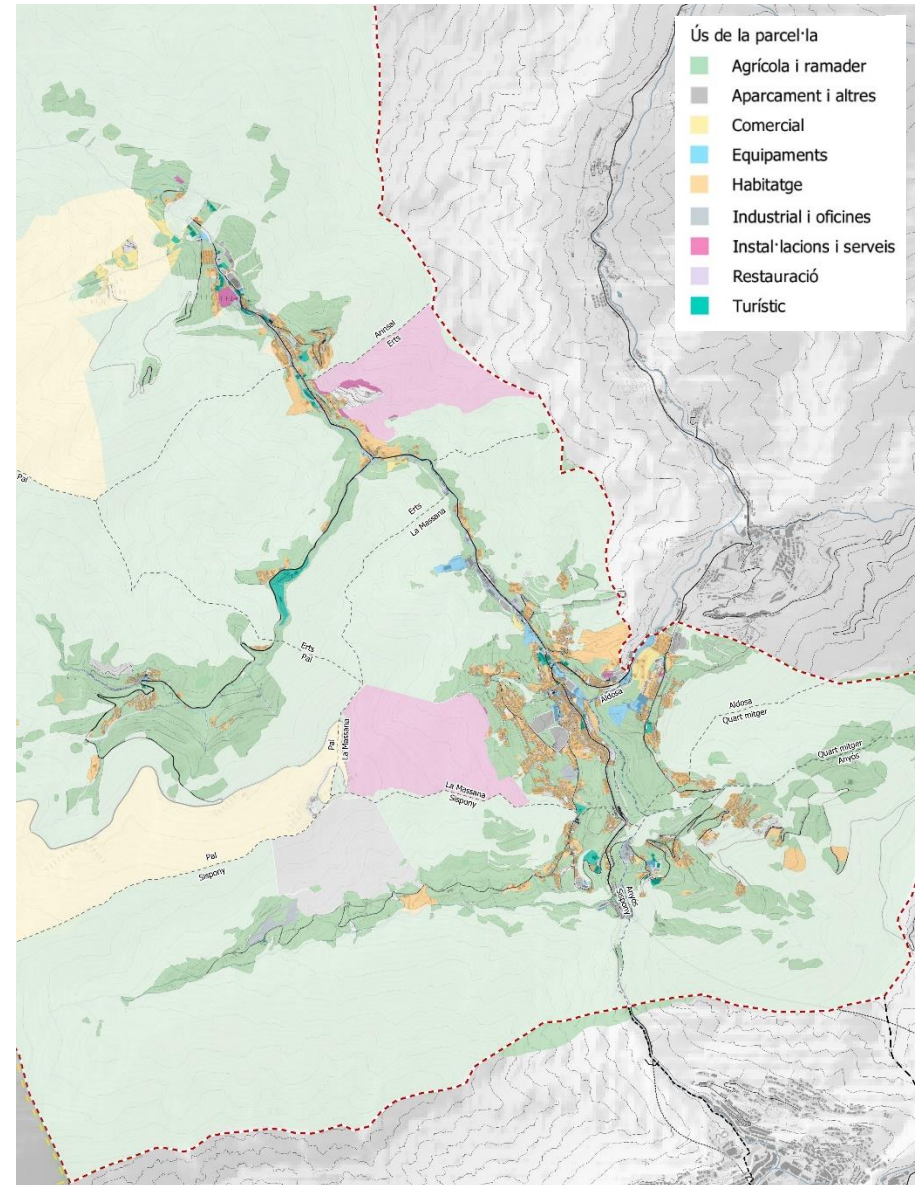 Ús de la parcel·la
Agrícola i ramader
Aparcament i altres
Comercial
Equipaments
Habitatge
Industrial i oficines
Instal·lacions i serveis
Restauració
Turístic
Arinsal
Erts
Pal
Erts
La Massana
Erts
Pal
Aldosa
Aldosa
Quart mitger
Pal
La Massana
Quart mitger
Anyós
La Massana
Sispony
Pal
Sispony
Anyós
Sispony